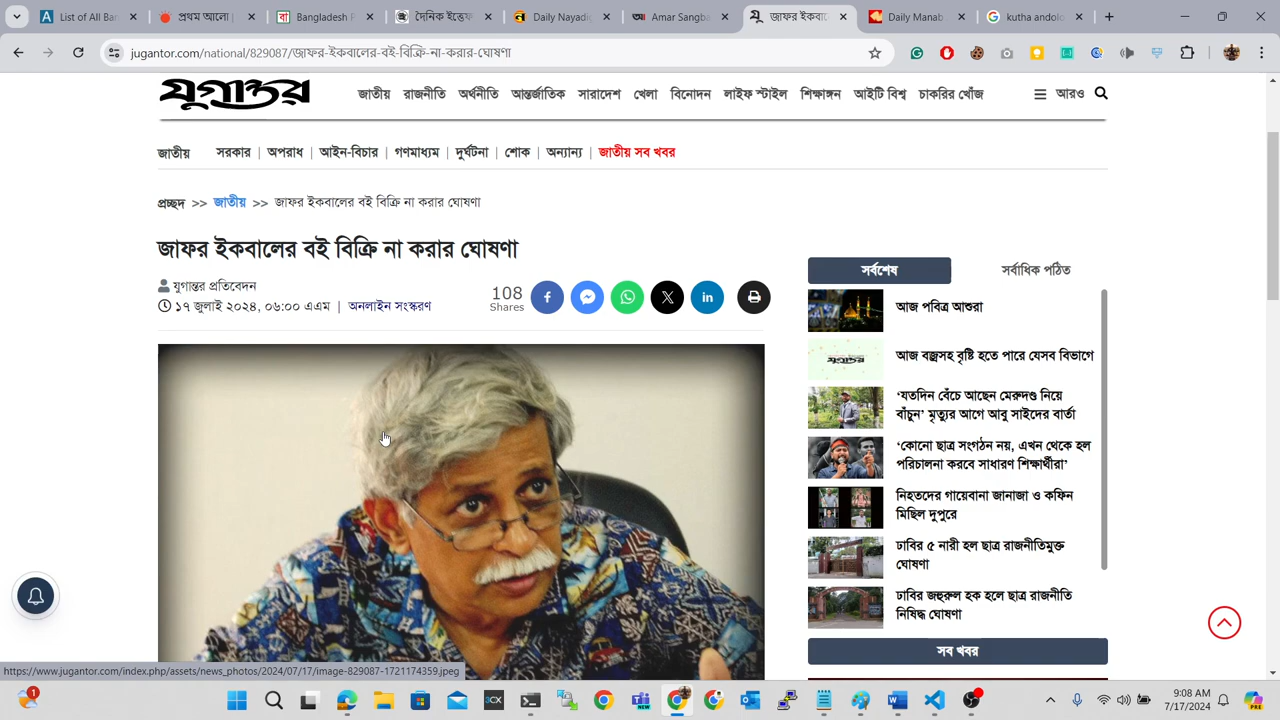 List of All B
প্রথম আলো
Bangladesh P
দৈনিক ইত্তেফ
Daily Nayadig
Amar Sangba
জাফর ইকবা
Daily Manab
kutha andolo
jugantor.com/national/829087/জাফর-ইকবালের-বই-বিক্রি-না-করার-ঘোষণা
যুগান্তর
জাতীয় রাজনীতি অর্থনীতি আন্তর্জাতিক সারাদেশ খেলা বিনোদন লাইফ স্টাইল শিক্ষাঙ্গন আইটি বিশ্ব চাকরির খোঁজ
আরও
জাতীয় সরকার | অপরাধ | আইন-বিচার | গণমাধ্যম | দুর্ঘটনা | শোক | অন্যান্য | জাতীয় সব খবর
প্রচ্ছদ >> জাতীয় >> জাফর ইকবালের বই বিক্রি না করার ঘোষণা
জাফর ইকবালের বই বিক্রি না করার ঘোষণা
যুগান্তর প্রতিবেদন
১৭ জুলাই ২০২৪, ০৬:০০ এএম | অনলাইন সংস্করণ
108
Shares
সর্বশেষ
সর্বাধিক পঠিত
আজ পবিত্র আশুরা
আজ বজ্রসহ বৃষ্টি হতে পারে যেসব বিভাগে
যুগান্তর
‘যতদিন বেঁচে আছেন মেরুদণ্ড নিয়ে
বাঁচুন’ মৃত্যুর আগে আবু সাইদের বার্তা
‘কোনো ছাত্র সংগঠন নয়, এখন থেকে হল
পরিচালনা করবে সাধারণ শিক্ষার্থীরা’
নিহতদের গায়েবানা জানাজা ও কফিন
মিছিল দুপুরে
ঢাবির ৫ নারী হল ছাত্র রাজনীতিমুক্ত
ঘোষণা
ঢাবির জহুরুল হক হলে ছাত্র রাজনীতি
নিষিদ্ধ ঘোষণা
সব খবর
https://www.jugantor.com/index.php/assets/news_photos/2024/07/17/image-829087-1721174359.jpeg
1
3CX
9:08 AM
7/17/2024